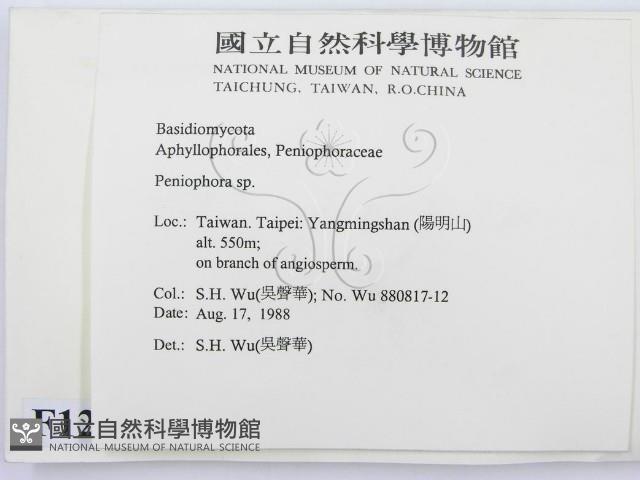 國立自然科學博物館
NATIONAL MUSEUM OF NATURAL SCIENCE
TAICHUNG, TAIWAN, R.O.CHINA
Basidiomycota
Aphyllophorales, Peniophoraceae
Peniophora sp.
Loc.: Taiwan. Taipei: Yangmingshan (陽明山)
alt. 550m;
on branch of angiosperm.
Col.: S.H. Wu(吳聲華); No. Wu 880817-12
Date: Aug. 17, 1988
Det.: S.H. Wu(吳聲華)
F12
國立自然科學博物館
NATIONAL MUSEUM OF NATURAL SCIENCE